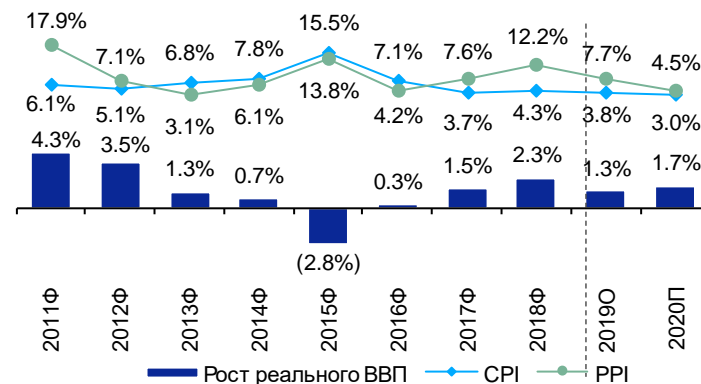 17.9% 7.1% 6.8% 7.8% 15.5% 7.1% 7.6% 12.2% 7.7% 4.5%
6.1% 5.1% 3.1% 6.1% 13.8% 4.2% 3.7% 4.3% 3.8% 3.0%
4.3% 3.5% 1.3% 0.7% (2.8%) 0.3% 1.5% 2.3% 1.3% 1.7%
2011Ф 2012Ф 2013Ф 2014Ф 2015Ф 2016Ф 2017Ф 2018Ф 2019О 2020П
Рост реального ВВП CPI PPI